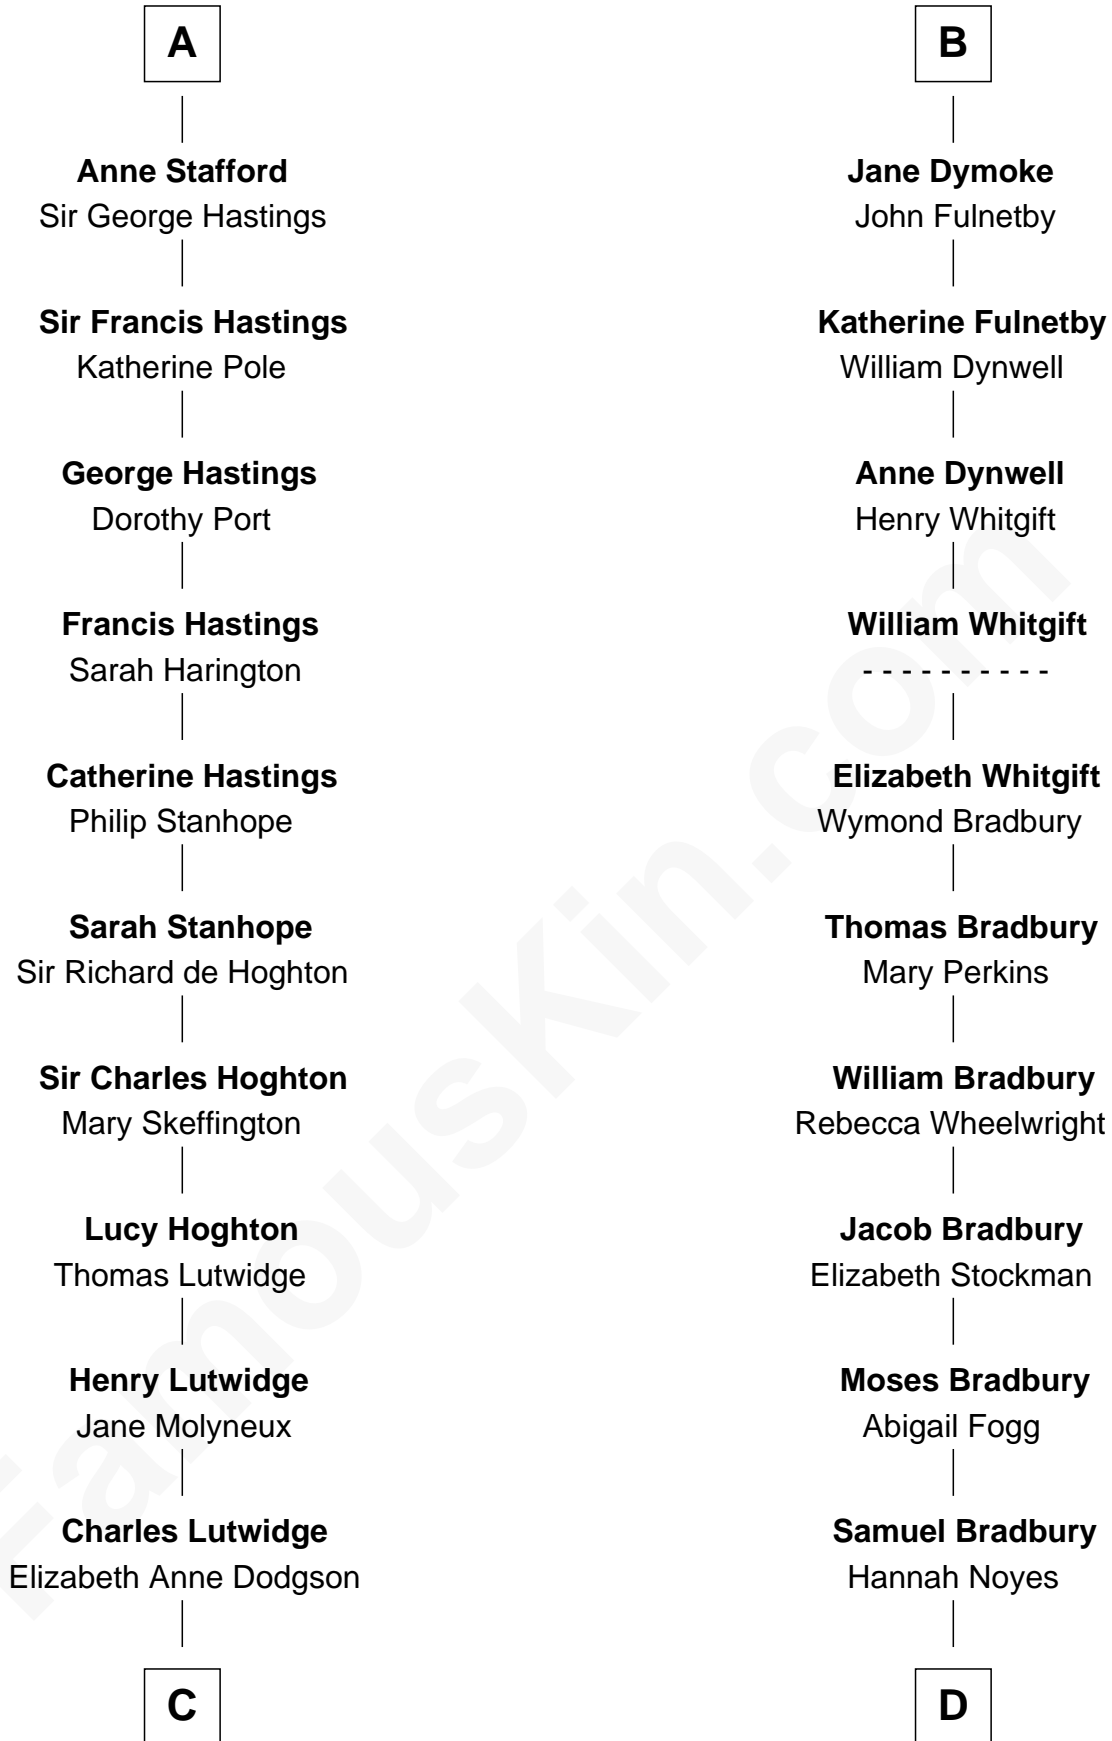 A
Anne Stafford
Sir George Hastings
Sir Francis Hastings
Katherine Pole
George Hastings
Dorothy Port
Francis Hastings
Sarah Harington
Catherine Hastings
Philip Stanhope
Sarah Stanhope
Sir Richard de Hoghton
Sir Charles Hoghton
Mary Skeffington
Lucy Hoghton
Thomas Lutwidge
Henry Lutwidge
Jane Molyneux
Charles Lutwidge
Elizabeth Anne Dodgson
C
B
Jane Dymoke
John Fulnetby
Katherine Fulnetby
William Dynwell
Anne Dynwell
Henry Whitgift
William Whitgift
- - - - - - - - - -
Elizabeth Whitgift
Wymond Bradbury
Thomas Bradbury
Mary Perkins
William Bradbury
Rebecca Wheelwright
Jacob Bradbury
Elizabeth Stockman
Moses Bradbury
Abigail Fogg
Samuel Bradbury
Hannah Noyes
D
FamousKin.com